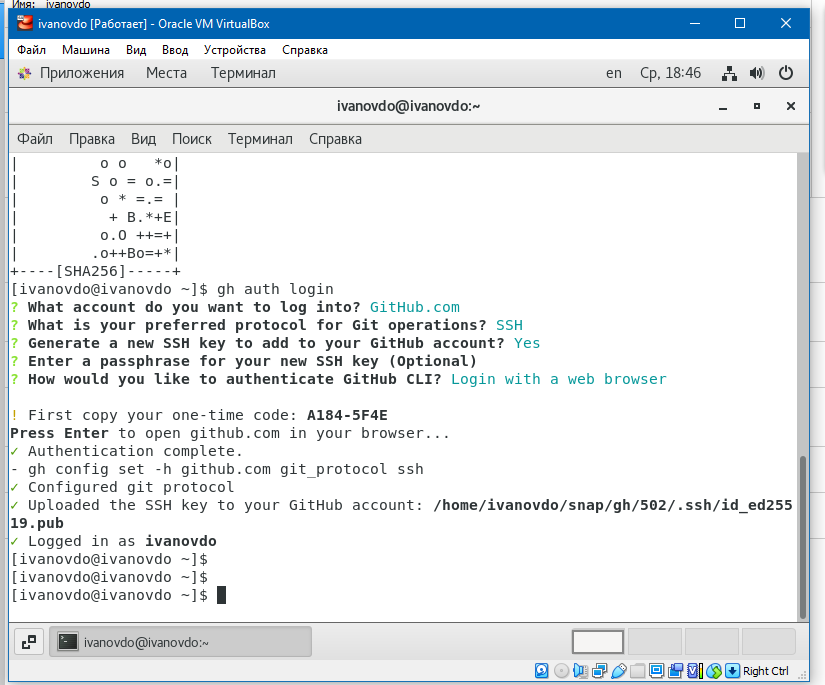 Имя: ivanovdo
ivanovdo [Работает] - Oracle VM VirtualBox
Файл Машина Вид Ввод Устройства Справка
Приложения Места Терминал en Ср, 18:46
ivanovdo@ivanovdo:~
Файл Правка Вид Поиск Терминал Справка
| o o *o|
| S o = o.=|
| o * =.= |
| + B.*+E|
| o.O ++=+|
| .o++Bo=+*|
+----[SHA256]-----+
[ivanovdo@ivanovdo ~]$ gh auth login
? What account do you want to log into? GitHub.com
? What is your preferred protocol for Git operations? SSH
? Generate a new SSH key to add to your GitHub account? Yes
? Enter a passphrase for your new SSH key (Optional)
? How would you like to authenticate GitHub CLI? Login with a web browser
! First copy your one-time code: A184-5F4E
Press Enter to open github.com in your browser...
✓ Authentication complete.
- gh config set -h github.com git_protocol ssh
✓ Configured git protocol
✓ Uploaded the SSH key to your GitHub account: /home/ivanovdo/snap/gh/502/.ssh/id_ed255
19.pub
✓ Logged in as ivanovdo
[ivanovdo@ivanovdo ~]$
[ivanovdo@ivanovdo ~]$
[ivanovdo@ivanovdo ~]$
ivanovdo@ivanovdo:~
Right Ctrl